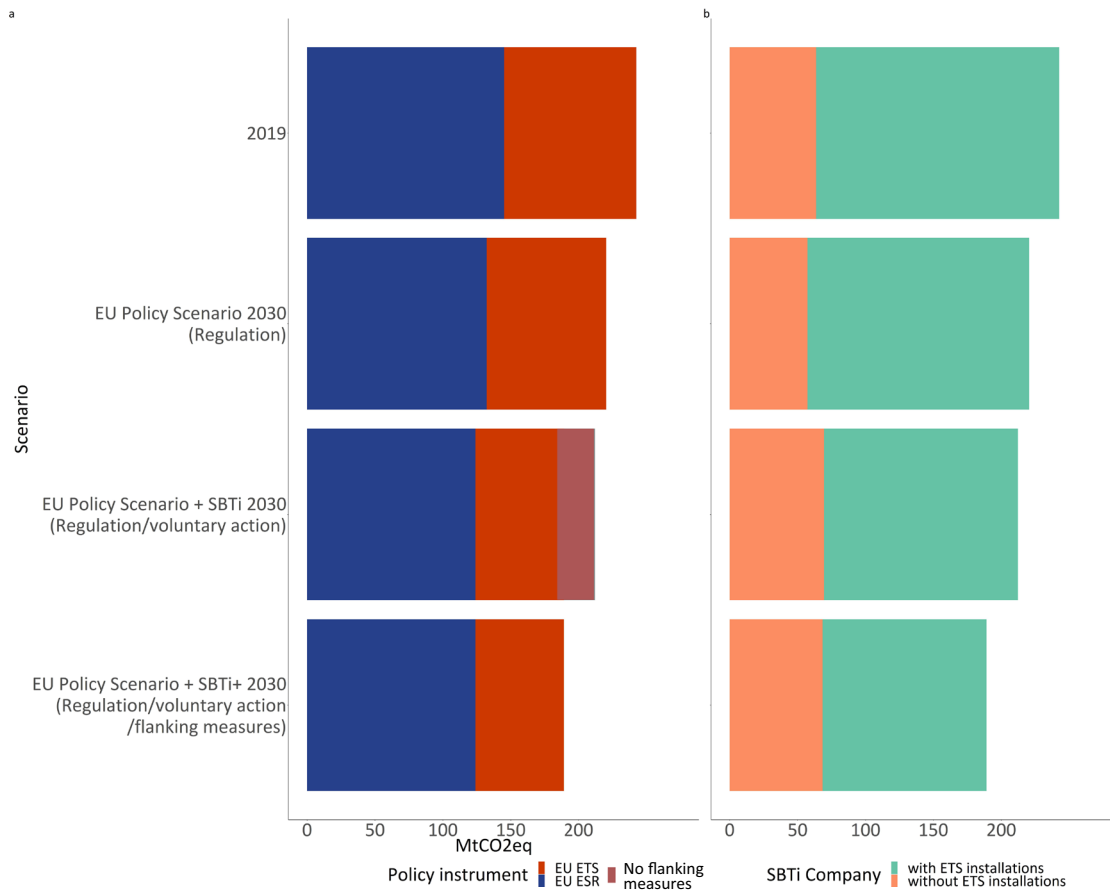 a
b
Scenario
2019
EU Policy Scenario 2030
(Regulation)
EU Policy Scenario + SBTi 2030
(Regulation/voluntary action)
EU Policy Scenario + SBTi+ 2030
(Regulation/voluntary action
/flanking measures)
0 50 100 150 200
0 50 100 150 200
MtCO2eq
Policy instrument
EU ETS
EU ESR
No flanking
measures
SBTi Company
with ETS installations
without ETS installations